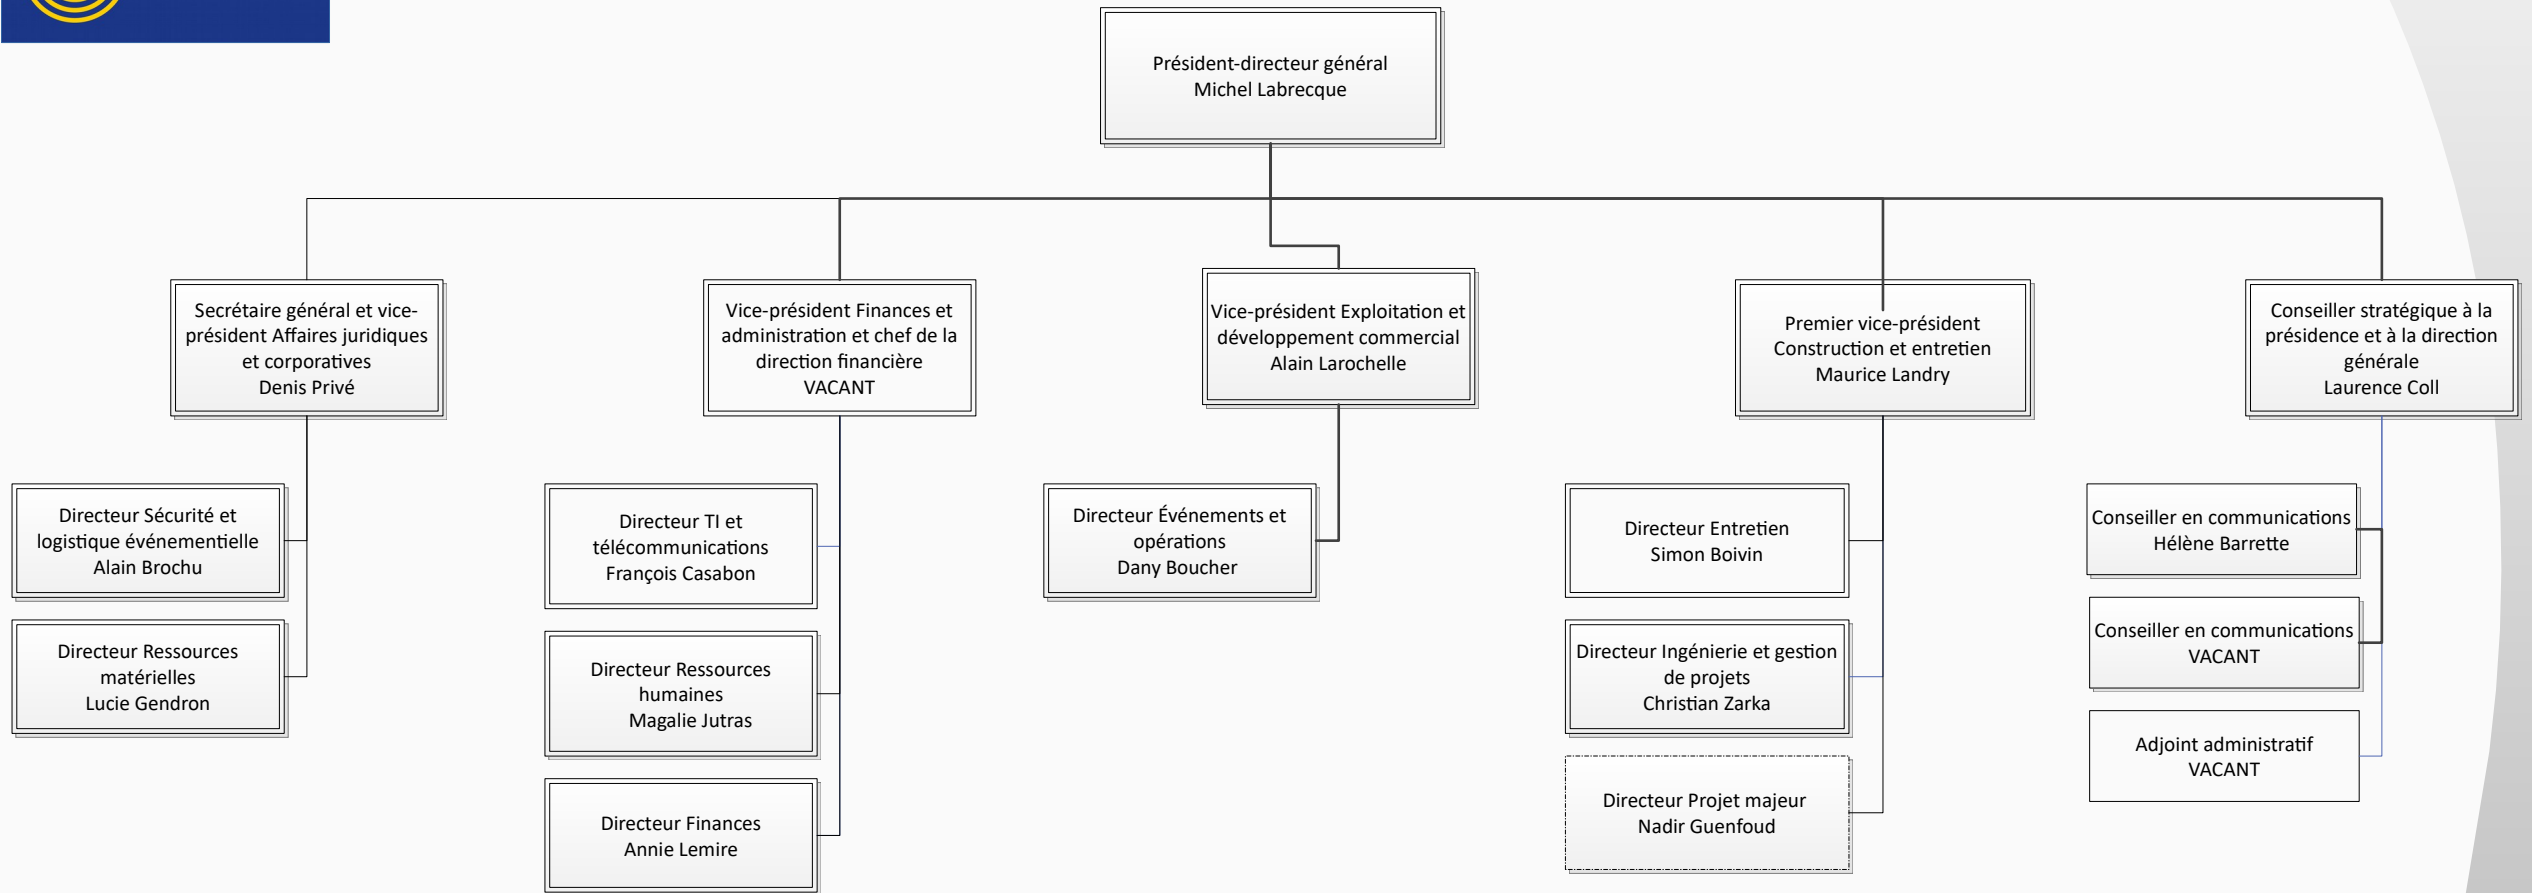 Président-directeur général
Michel Labrecque
Secrétaire général et vice-
président Affaires juridiques
et corporatives
Denis Privé
Vice-président Finances et
administration et chef de la
direction financière
VACANT
Vice-président Exploitation et
développement commercial
Alain Larochelle
Premier vice-président
Construction et entretien
Maurice Landry
Conseiller stratégique à la
présidence et à la direction
générale
Laurence Coll
Directeur Sécurité et
logistique événementielle
Alain Brochu
Directeur Ressources
matérielles
Lucie Gendron
Directeur TI et
télécommunications
François Casabon
Directeur Ressources
humaines
Magalie Jutras
Directeur Finances
Annie Lemire
Directeur Événements et
opérations
Dany Boucher
Directeur Entretien
Simon Boivin
Directeur Ingénierie et gestion
de projets
Christian Zarka
Directeur Projet majeur
Nadir Guenfoud
Conseiller en communications
Hélène Barrette
Conseiller en communications
VACANT
Adjoint administratif
VACANT